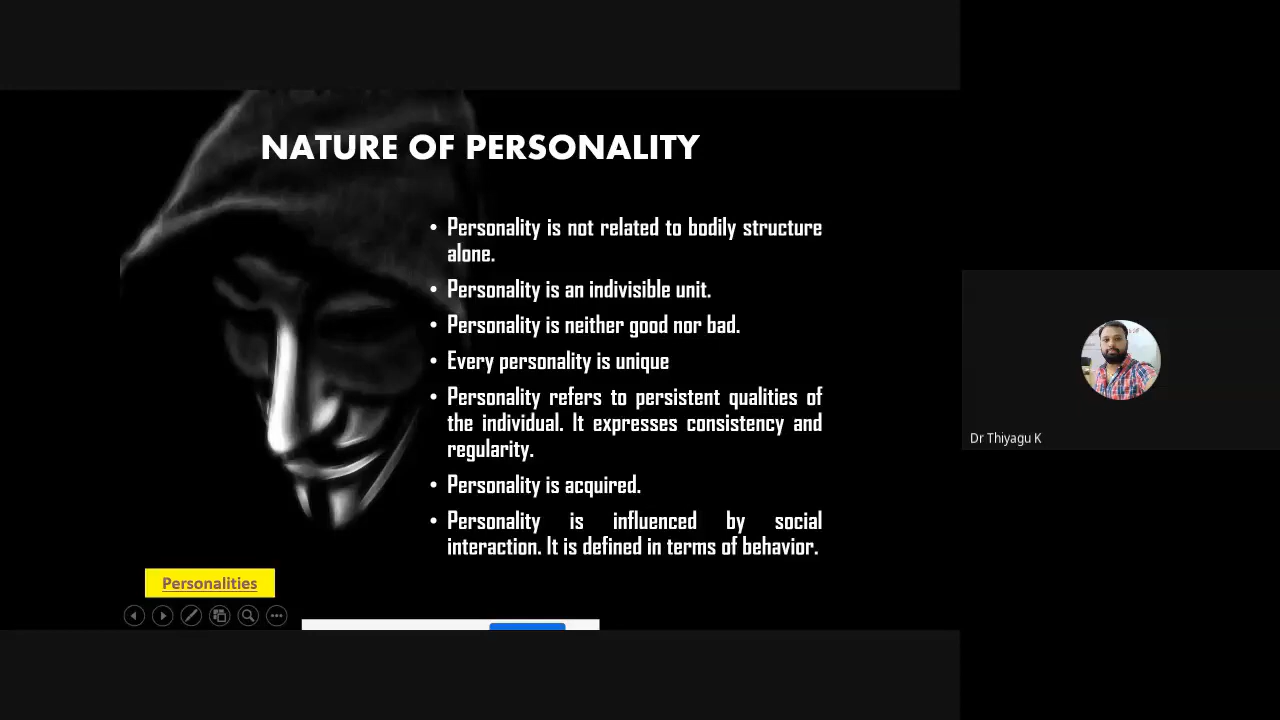 NATURE OF PERSONALITY
• Personality is not related to bodily structure
alone.
• Personality is an indivisible unit.
• Personality is neither good nor bad.
• Every personality is unique
• Personality refers to persistent qualities of
the individual. It expresses consistency and
regularity.
• Personality is acquired.
• Personality is influenced by social
interaction. It is defined in terms of behavior.
Personalities
Dr Thiyagu K